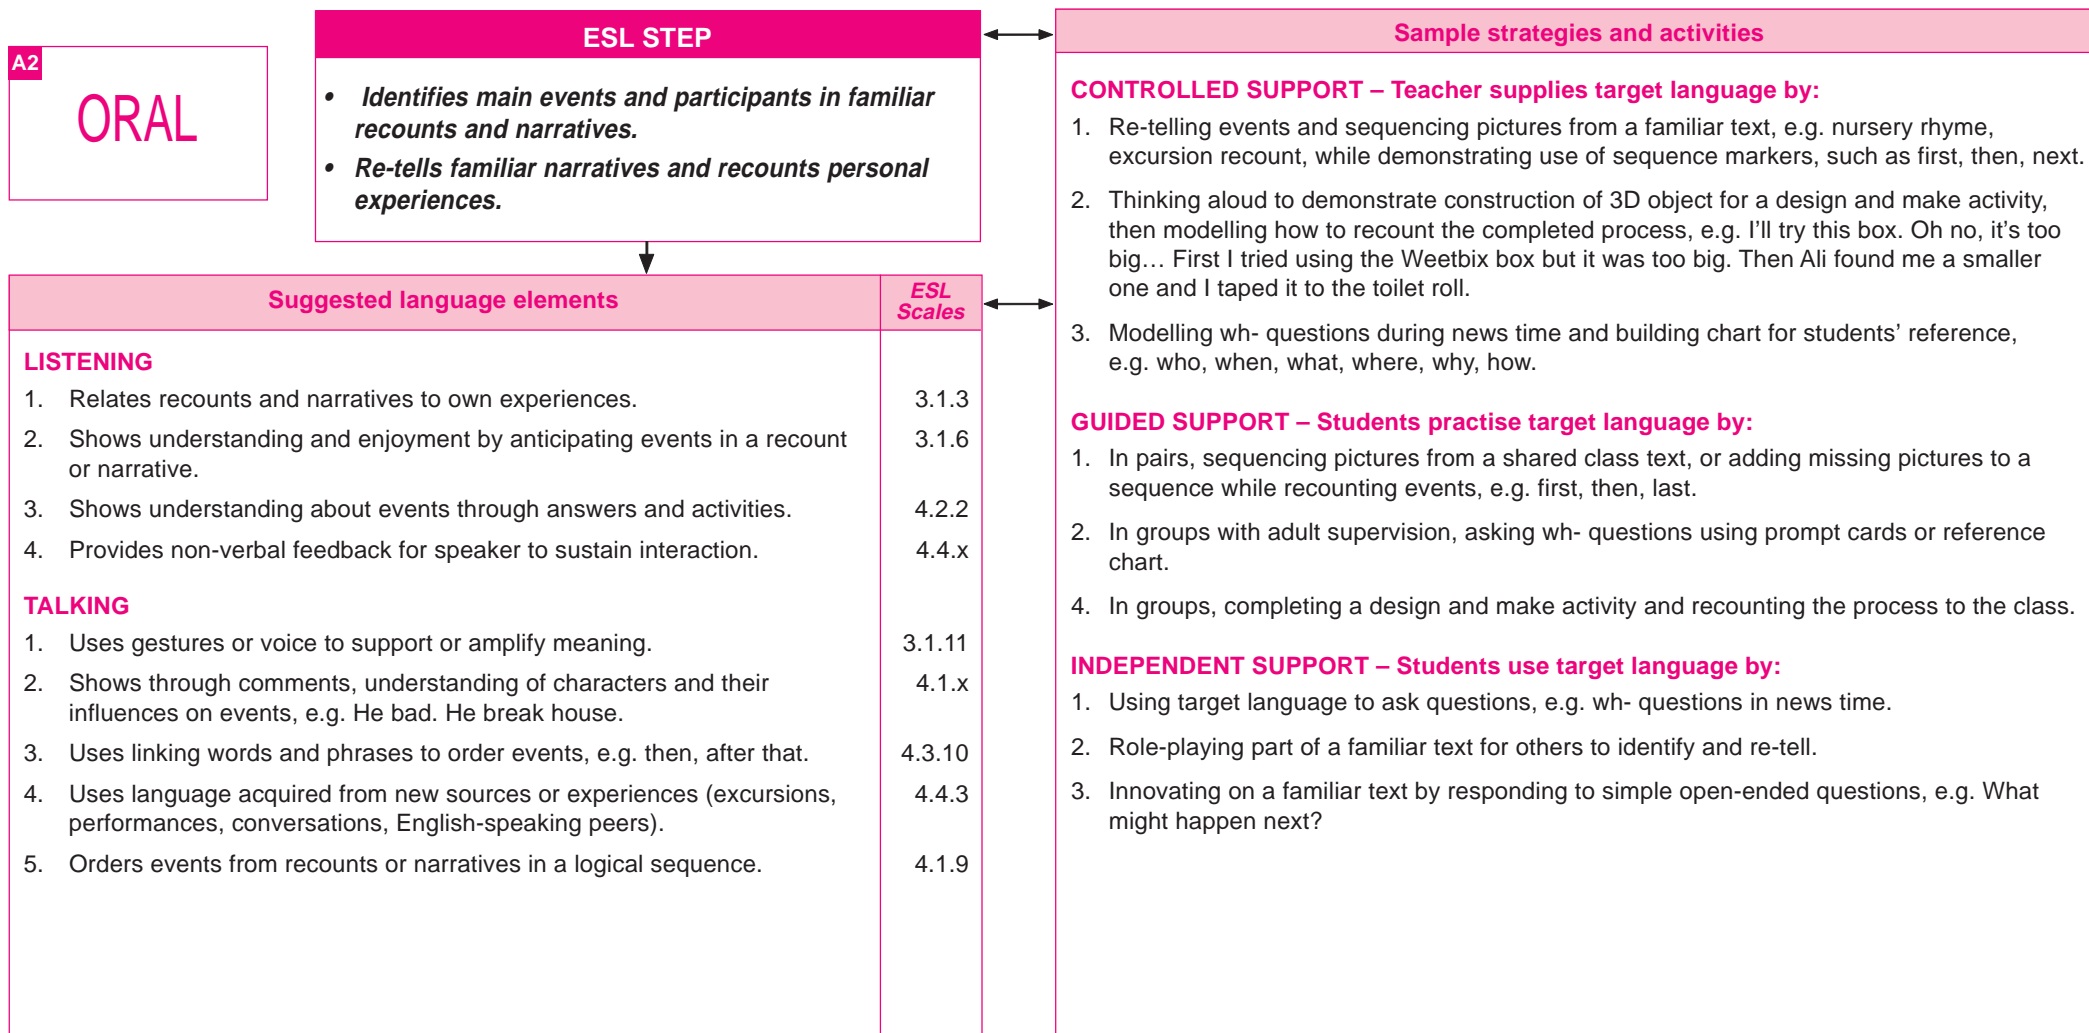 A2
ORAL
ESL STEP
• Identifies main events and participants in familiar
recounts and narratives.
• Re-tells familiar narratives and recounts personal
experiences.
Suggested language elements
ESL
Scales
LISTENING
1. Relates recounts and narratives to own experiences. 3.1.3
2. Shows understanding and enjoyment by anticipating events in a recount 3.1.6
or narrative.
3. Shows understanding about events through answers and activities. 4.2.2
4. Provides non-verbal feedback for speaker to sustain interaction. 4.4.x
TALKING
1. Uses gestures or voice to support or amplify meaning. 3.1.11
2. Shows through comments, understanding of characters and their 4.1.x
influences on events, e.g. He bad. He break house.
3. Uses linking words and phrases to order events, e.g. then, after that. 4.3.10
4. Uses language acquired from new sources or experiences (excursions, 4.4.3
performances, conversations, English-speaking peers).
5. Orders events from recounts or narratives in a logical sequence. 4.1.9
Sample strategies and activities
CONTROLLED SUPPORT – Teacher supplies target language by:
1. Re-telling events and sequencing pictures from a familiar text, e.g. nursery rhyme,
excursion recount, while demonstrating use of sequence markers, such as first, then, next.
2. Thinking aloud to demonstrate construction of 3D object for a design and make activity,
then modelling how to recount the completed process, e.g. I’ll try this box. Oh no, it’s too
big… First I tried using the Weetbix box but it was too big. Then Ali found me a smaller
one and I taped it to the toilet roll.
3. Modelling wh- questions during news time and building chart for students’ reference,
e.g. who, when, what, where, why, how.
GUIDED SUPPORT – Students practise target language by:
1. In pairs, sequencing pictures from a shared class text, or adding missing pictures to a
sequence while recounting events, e.g. first, then, last.
2. In groups with adult supervision, asking wh- questions using prompt cards or reference
chart.
4. In groups, completing a design and make activity and recounting the process to the class.
INDEPENDENT SUPPORT – Students use target language by:
1. Using target language to ask questions, e.g. wh- questions in news time.
2. Role-playing part of a familiar text for others to identify and re-tell.
3. Innovating on a familiar text by responding to simple open-ended questions, e.g. What
might happen next?